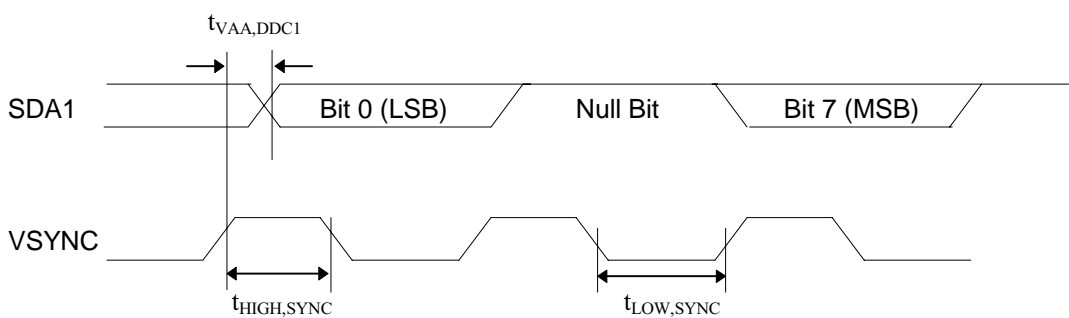 tVAA,DDC1
SDA1
Bit 0 (LSB)
Null Bit
Bit 7 (MSB)
VSYNC
tHIGH,SYNC
tLOW,SYNC